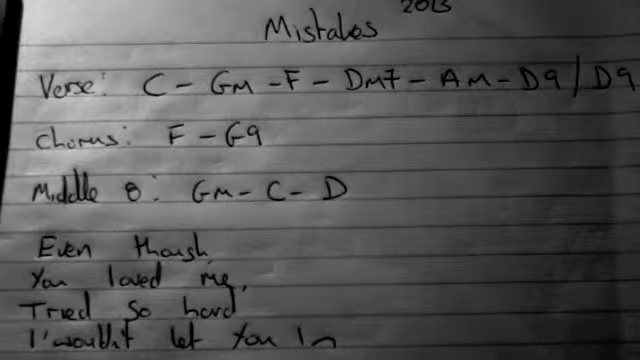 2013
Mistakes
Verse: C - Gm - F - Dm7 - Am - D9 / D9
Chorus: F - G9
Middle 8: Gm - C - D
Even though
You loved me,
Tried so hard
I wouldn't let you in